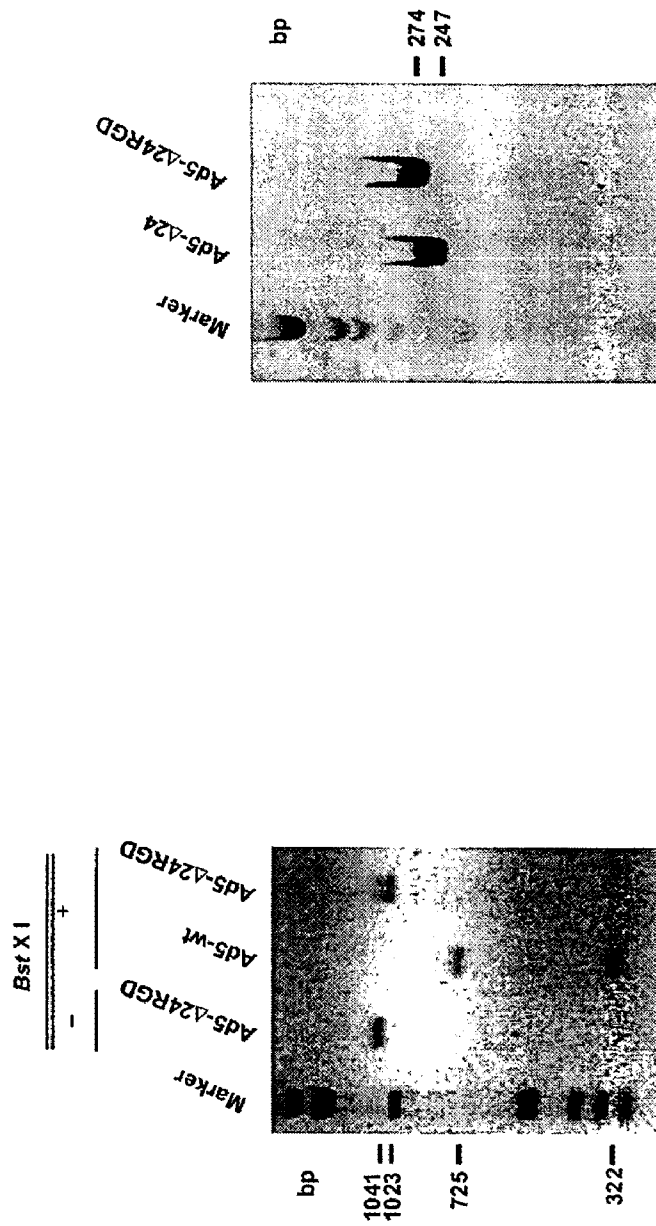 Bst X I
– +
Marker Ad5-Δ24RGD Ad5-wt Ad5-Δ24RGD
bp
1041
1023
725
322
Marker Ad5-Δ24 Ad5-Δ24RGD
bp
274
247